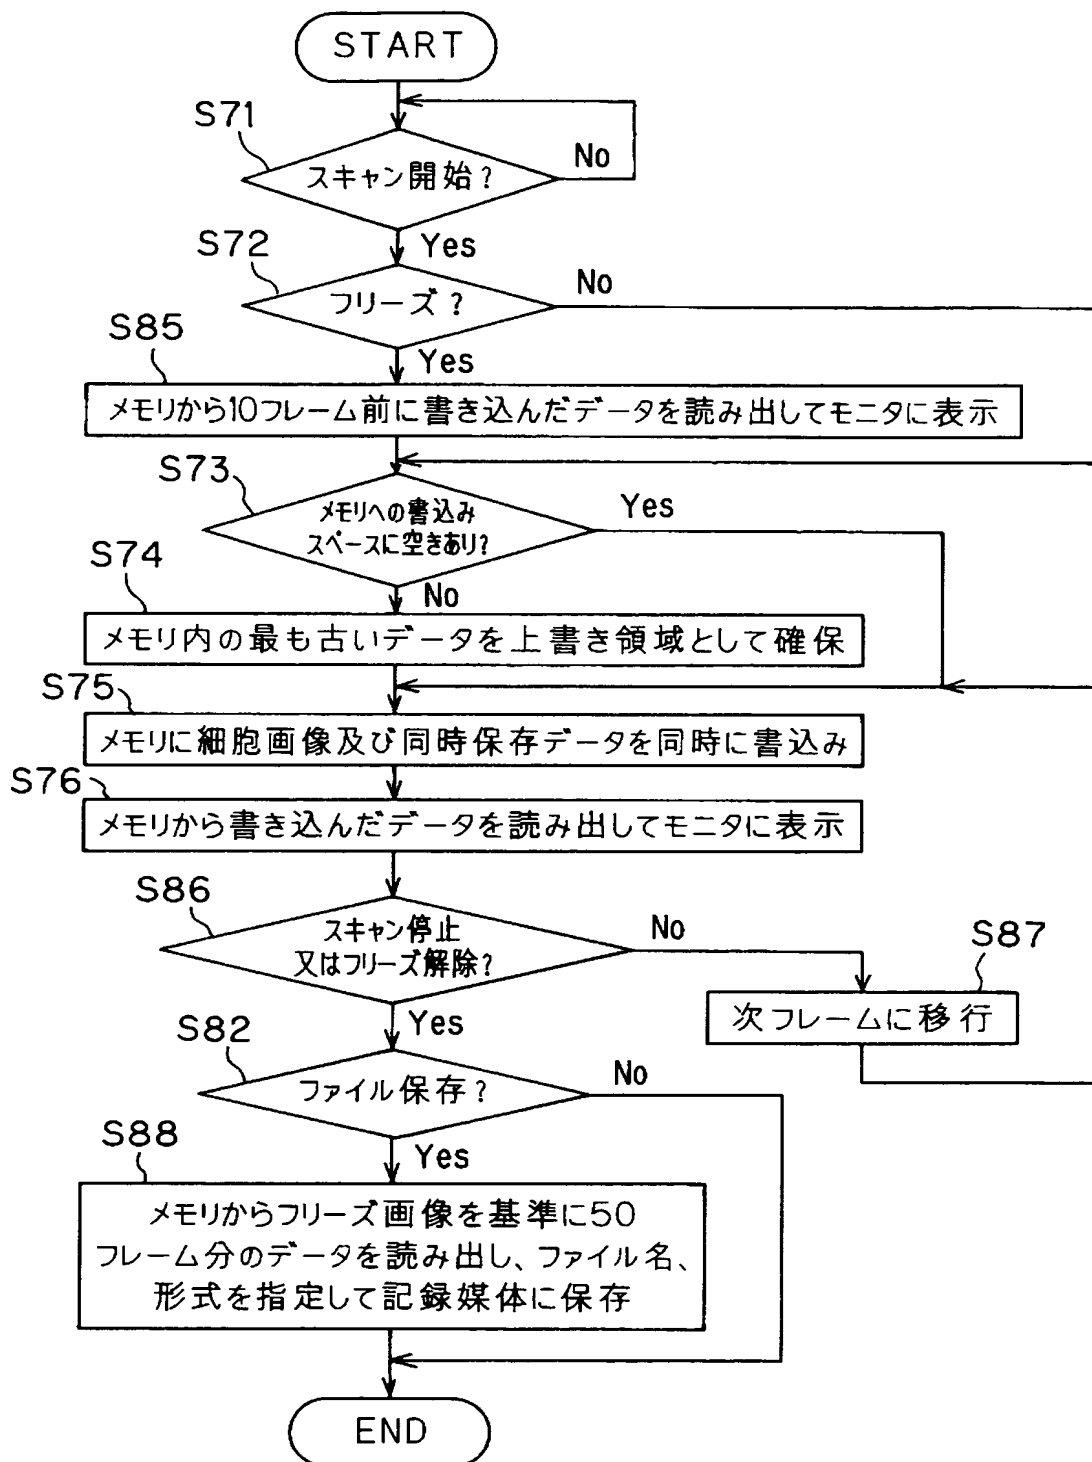 START
S71
スキャン開始?
No
Yes
S72
フリーズ?
No
Yes
S85
メモリから10フレーム前に書き込んだデータを読み出してモニタに表示
S73
メモリへの書込み
スペースに空きあり?
Yes
No
S74
メモリ内の最も古いデータを上書き領域として確保
S75
メモリに細胞画像及び同時保存データを同時に書込み
S76
メモリから書き込んだデータを読み出してモニタに表示
S86
スキャン停止
又はフリーズ解除?
No
Yes
S87
次フレームに移行
S82
ファイル保存?
No
Yes
S88
メモリからフリーズ画像を基準に50
フレーム分のデータを読み出し、ファイル名、
形式を指定して記録媒体に保存
END